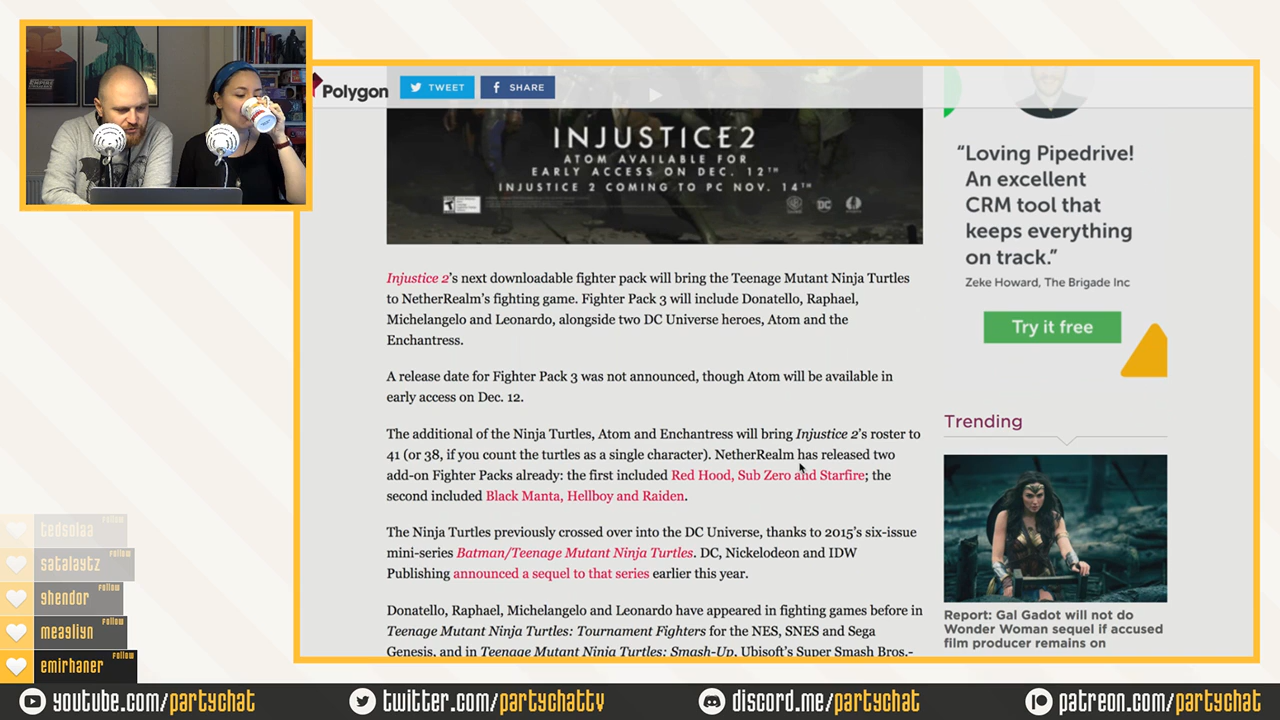 Polygon
TWEET
SHARE
INJUSTICE 2
ATOM AVAILABLE FOR
EARLY ACCESS ON DEC. 12TH
INJUSTICE 2 COMING TO PC NOV. 14TH
DC
Injustice 2's next downloadable fighter pack will bring the Teenage Mutant Ninja Turtles
to NetherRealm's fighting game. Fighter Pack 3 will include Donatello, Raphael,
Michelangelo and Leonardo, alongside two DC Universe heroes, Atom and the
Enchantress.
A release date for Fighter Pack 3 was not announced, though Atom will be available in
early access on Dec. 12.
The additional of the Ninja Turtles, Atom and Enchantress will bring Injustice 2's roster to
41 (or 38, if you count the turtles as a single character). NetherRealm has released two
add-on Fighter Packs already: the first included Red Hood, Sub Zero and Starfire; the
second included Black Manta, Hellboy and Raiden.
The Ninja Turtles previously crossed over into the DC Universe, thanks to 2015's six-issue
mini-series Batman/Teenage Mutant Ninja Turtles. DC, Nickelodeon and IDW
Publishing announced a sequel to that series earlier this year.
Donatello, Raphael, Michelangelo and Leonardo have appeared in fighting games before in
Teenage Mutant Ninja Turtles: Tournament Fighters for the NES, SNES and Sega
Genesis, and in Teenage Mutant Ninja Turtles: Smash-Up, Ubisoft's Super Smash Bros.-
"Loving Pipedrive!
An excellent
CRM tool that
keeps everything
on track."
Zeke Howard, The Brigade Inc
Try it free
Trending
Report: Gal Gadot will not do
Wonder Woman sequel if accused
film producer remains on
tedsolaa Follow
satalaytz Follow
ghendor Follow
meagliyn Follow
emirhaner Follow
youtube.com/partychat
twitter.com/partychattv
discord.me/partychat
patreon.com/partychat